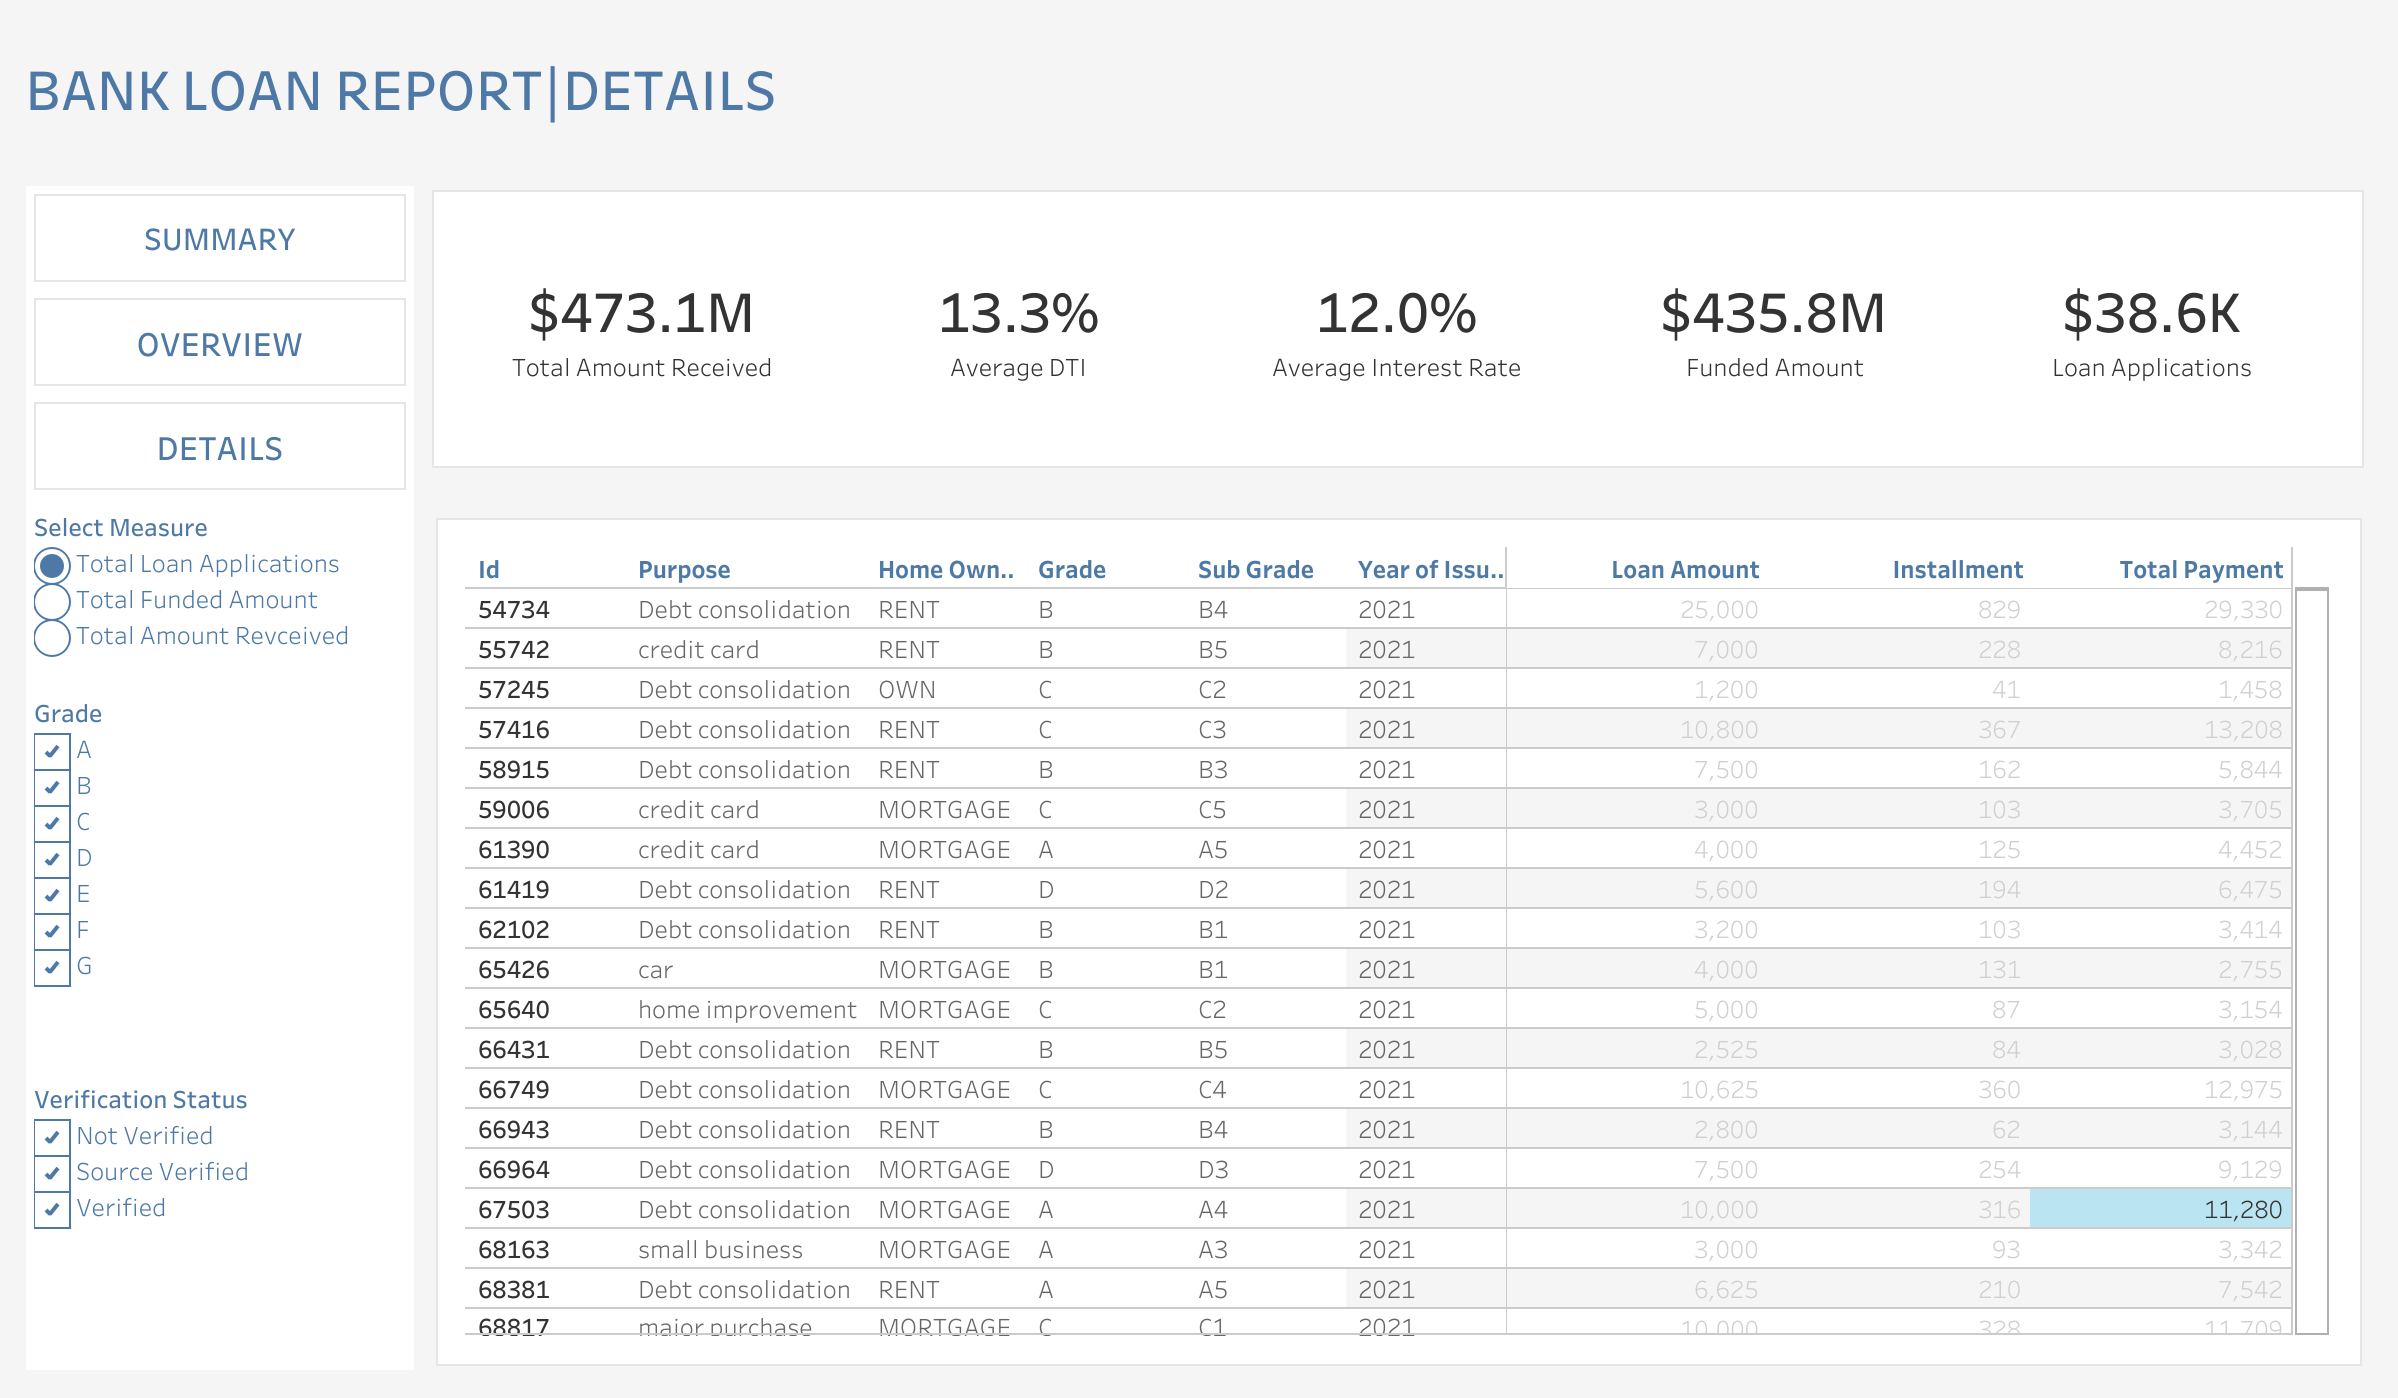 BANK LOAN REPORT|DETAILS
SUMMARY
OVERVIEW
DETAILS
Select Measure
Total Loan Applications
Total Funded Amount
Total Amount Revceived
Grade
A
B
C
D
E
F
G
Verification Status
Not Verified
Source Verified
Verified
$473.1M 13.3% 12.0% $435.8M $38.6K
Total Amount Received Average DTI Average Interest Rate Funded Amount Loan Applications
Id Purpose Home Own.. Grade Sub Grade Year of Issu.. Loan Amount Installment Total Payment
54734 Debt consolidation RENT B B4 2021 25,000 829 29,330
55742 credit card RENT B B5 2021 7,000 228 8,216
57245 Debt consolidation OWN C C2 2021 1,200 41 1,458
57416 Debt consolidation RENT C C3 2021 10,800 367 13,208
58915 Debt consolidation RENT B B3 2021 7,500 162 5,844
59006 credit card MORTGAGE C C5 2021 3,000 103 3,705
61390 credit card MORTGAGE A A5 2021 4,000 125 4,452
61419 Debt consolidation RENT D D2 2021 5,600 194 6,475
62102 Debt consolidation RENT B B1 2021 3,200 103 3,414
65426 car MORTGAGE B B1 2021 4,000 131 2,755
65640 home improvement MORTGAGE C C2 2021 5,000 87 3,154
66431 Debt consolidation RENT B B5 2021 2,525 84 3,028
66749 Debt consolidation MORTGAGE C C4 2021 10,625 360 12,975
66943 Debt consolidation RENT B B4 2021 2,800 62 3,144
66964 Debt consolidation MORTGAGE D D3 2021 7,500 254 9,129
67503 Debt consolidation MORTGAGE A A4 2021 10,000 316 11,280
68163 small business MORTGAGE A A3 2021 3,000 93 3,342
68381 Debt consolidation RENT A A5 2021 6,625 210 7,542
68817 major purchase MORTGAGE C C1 2021 10,000 328 11,709